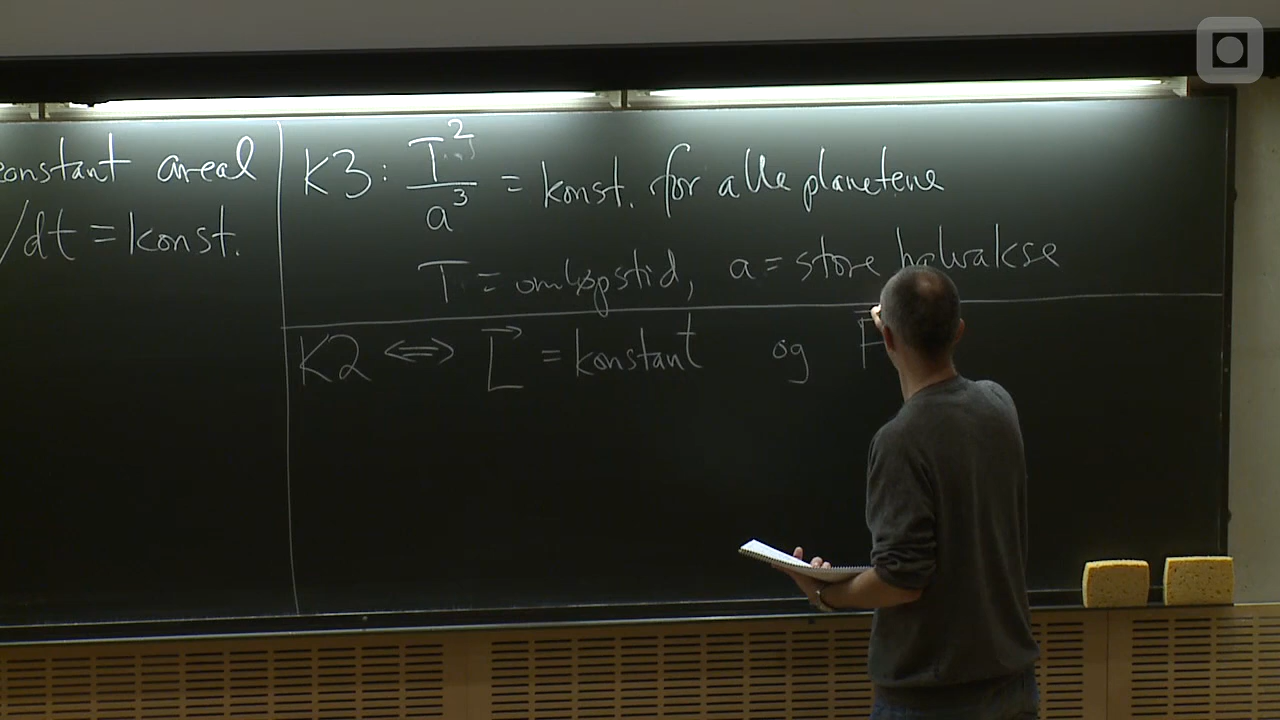 konstant areal
/dt = konst.
K3: T²/a³ = konst. for alle planetene
T = omløpstid, a = store halvakse
K2 ⟺ L⃗ = konstant og F